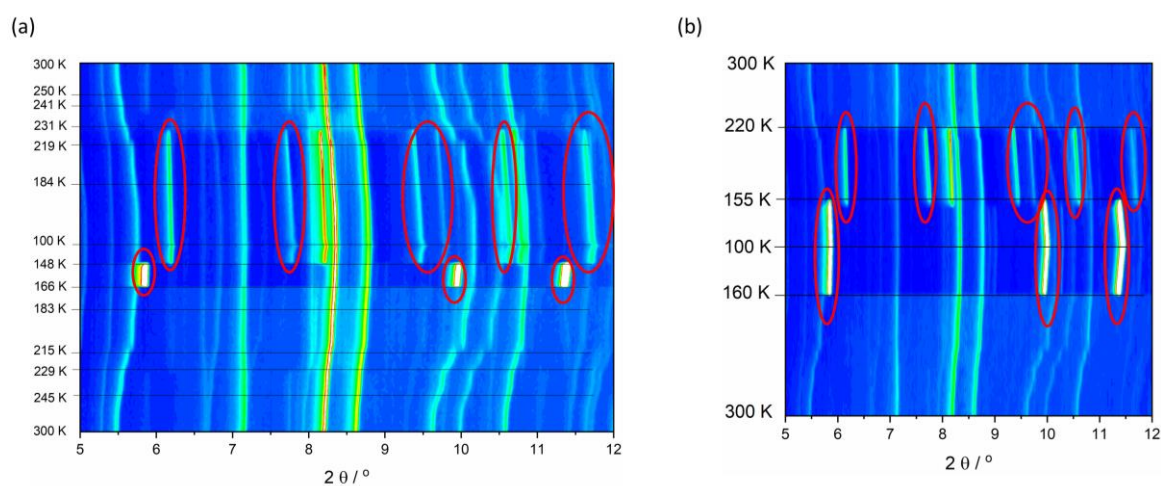 (a)
300 K
250 K
241 K
231 K
219 K
184 K
100 K
148 K
166 K
183 K
215 K
229 K
245 K
300 K
5 6 7 8 9 10 11 12
2 θ / °
(b)
300 K
220 K
155 K
100 K
160 K
300 K
5 6 7 8 9 10 11 12
2 θ / °